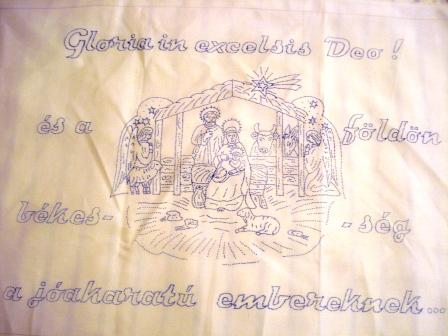 Gloria in excelsis Deo!
és a földön
békes- -ség
a jóakaratú embereknek...